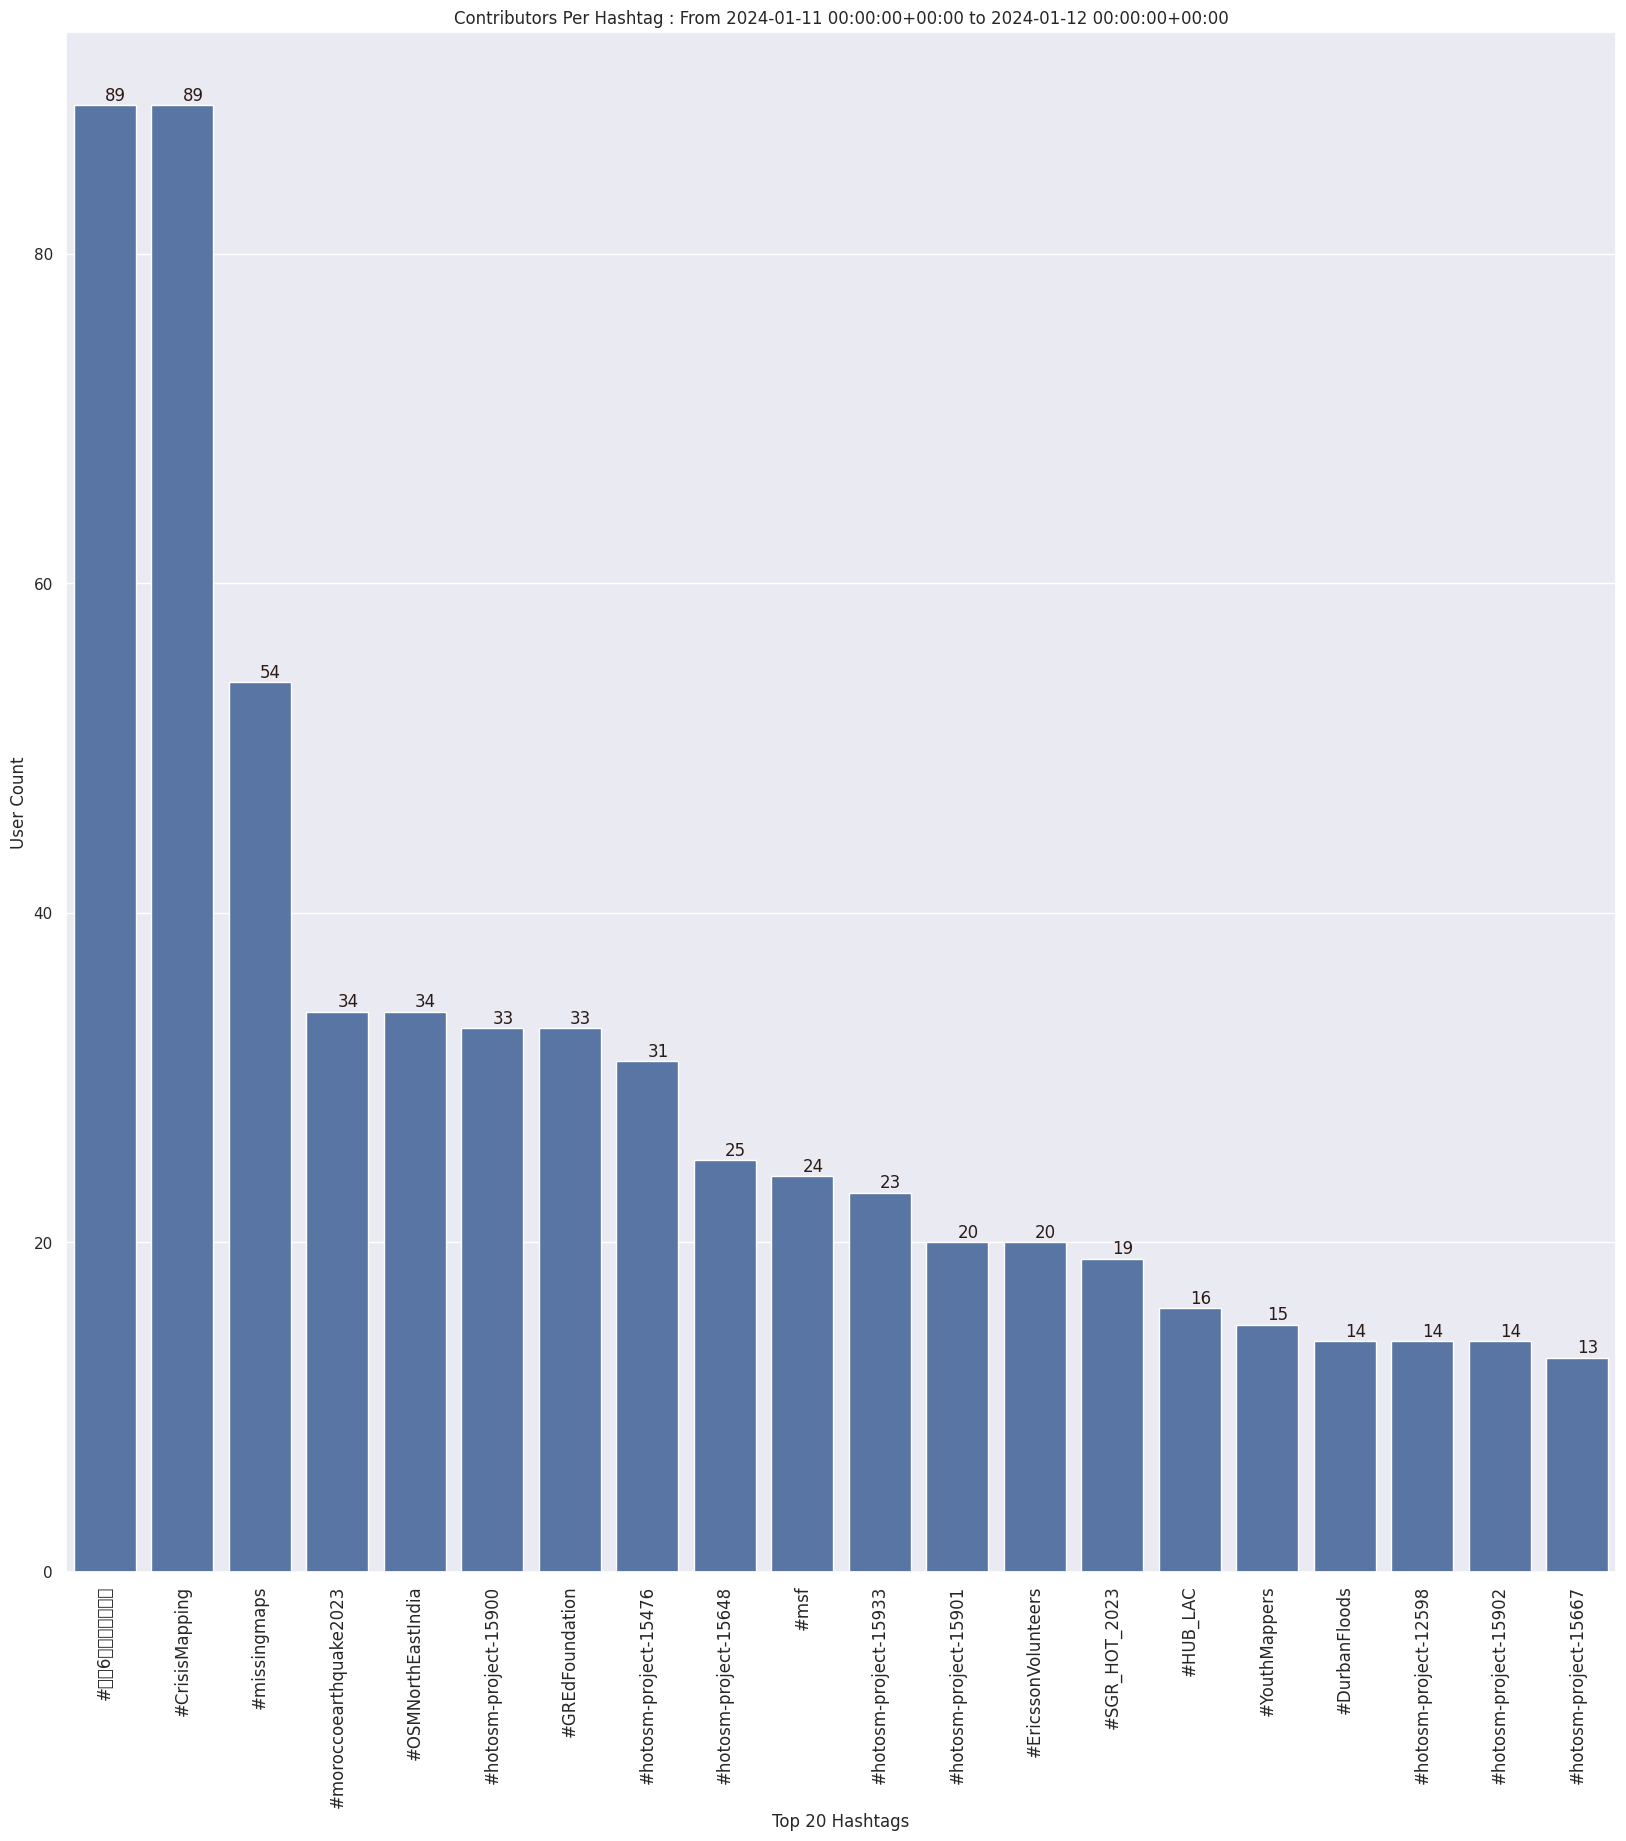 Contributors Per Hashtag : From 2024-01-11 00:00:00+00:00 to 2024-01-12 00:00:00+00:00
User Count
80
60
40
20
0
89
89
54
34
34
33
33
31
25
24
23
20
20
19
16
15
14
14
14
13
#CrisisMapping
#missingmaps
#moroccoearthquake2023
#OSMNorthEastIndia
#hotosm-project-15900
#GREdFoundation
#hotosm-project-15476
#hotosm-project-15648
#msf
#hotosm-project-15933
#hotosm-project-15901
#EricssonVolunteers
#SGR_HOT_2023
#HUB_LAC
#YouthMappers
#DurbanFloods
#hotosm-project-12598
#hotosm-project-15902
#hotosm-project-15667
Top 20 Hashtags